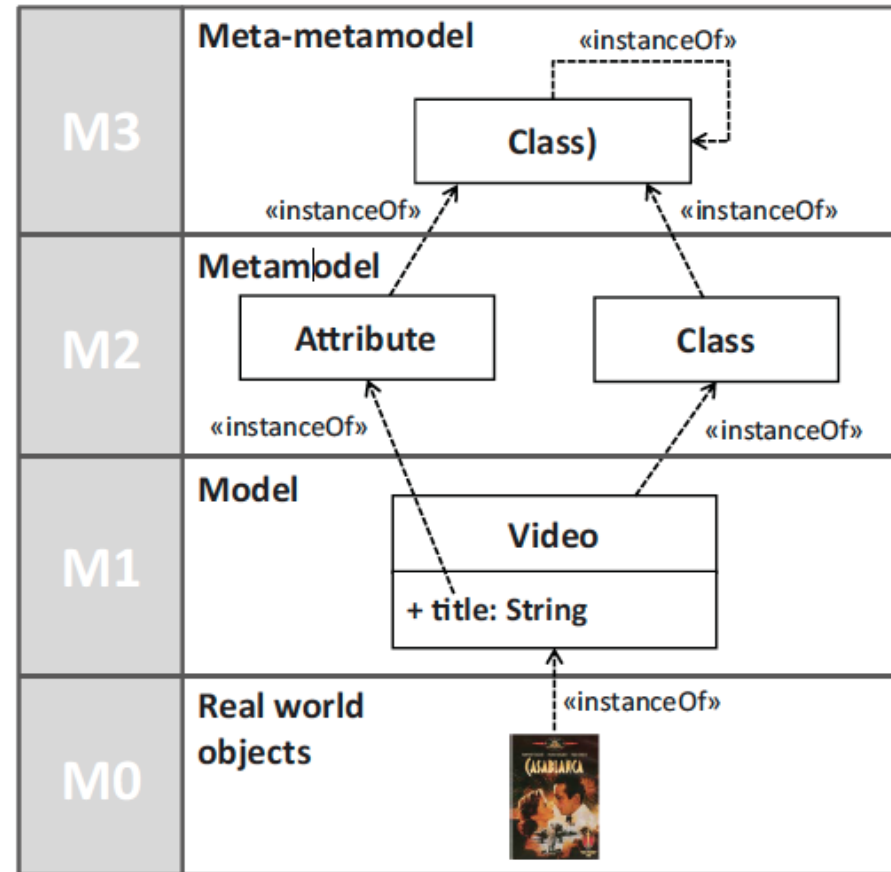 Meta-metamodel
«instanceOf»
M3
Class)
«instanceOf»
«instanceOf»
Metamodel
M2
Attribute
Class
«instanceOf»
«instanceOf»
Model
Video
M1
+ title: String
Real world
objects
«instanceOf»
M0
CASABLANCA